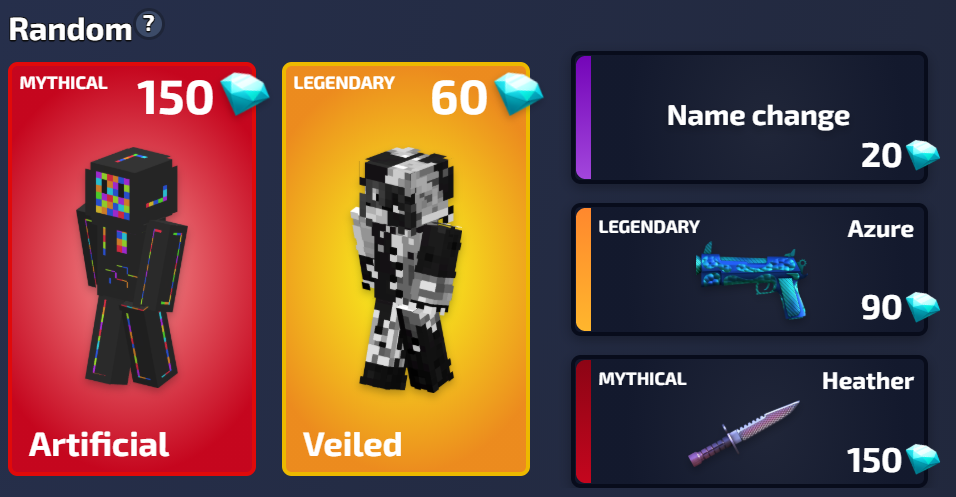 Random ?
MYTHICAL 150
Artificial
LEGENDARY 60
Veiled
Name change
20
LEGENDARY Azure
90
MYTHICAL Heather
150